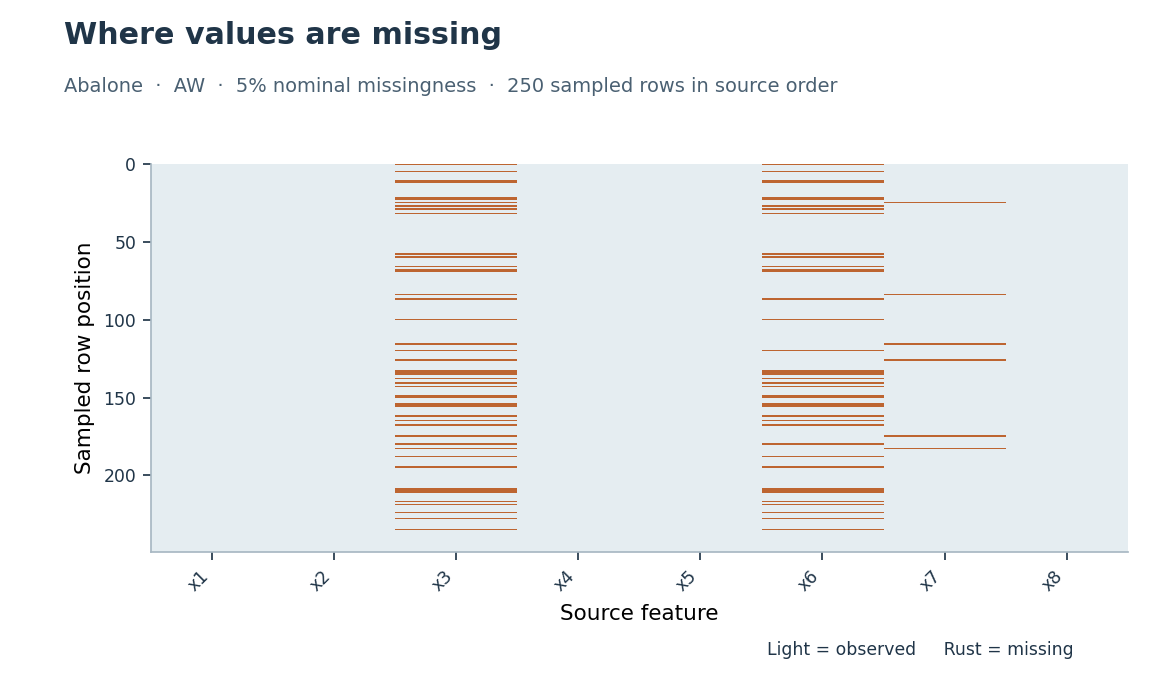 Where values are missing
Abalone · AW · 5% nominal missingness · 250 sampled rows in source order
0
50
100
150
200
Sampled row position
x1 x2 x3 x4 x5 x6 x7 x8
Source feature
Light = observed Rust = missing